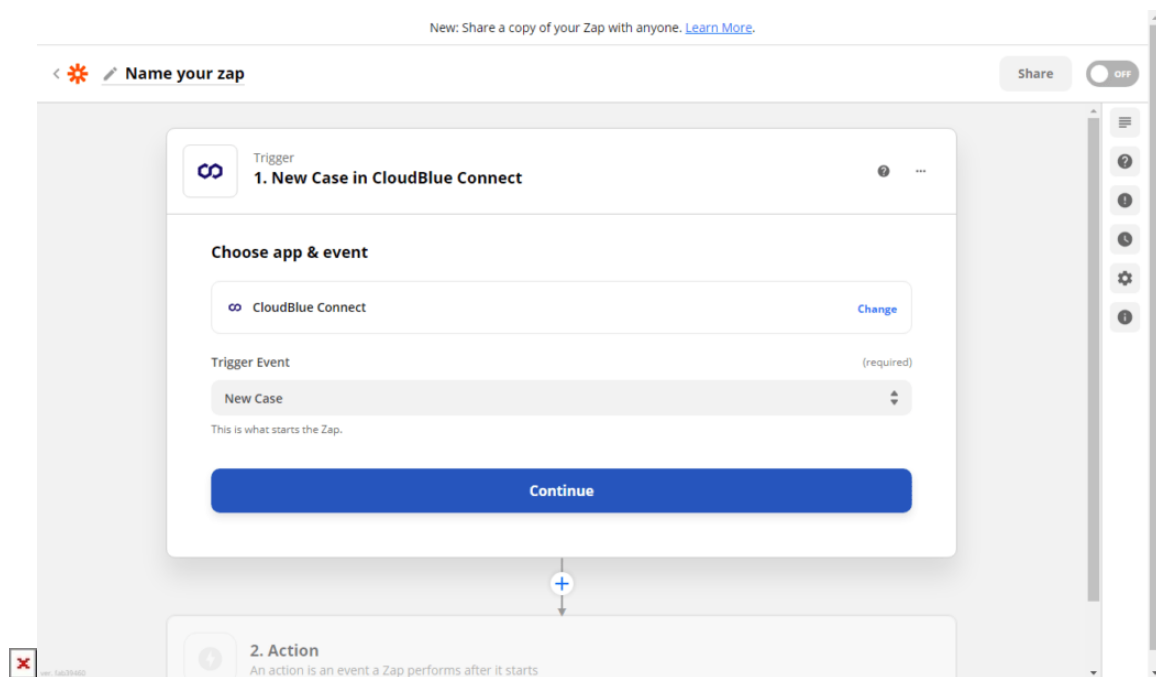 New: Share a copy of your Zap with anyone. Learn More.
Name your zap
Share
OFF
Trigger
1. New Case in CloudBlue Connect
Choose app & event
CloudBlue Connect
Change
Trigger Event
(required)
New Case
This is what starts the Zap.
Continue
2. Action
An action is an event a Zap performs after it starts